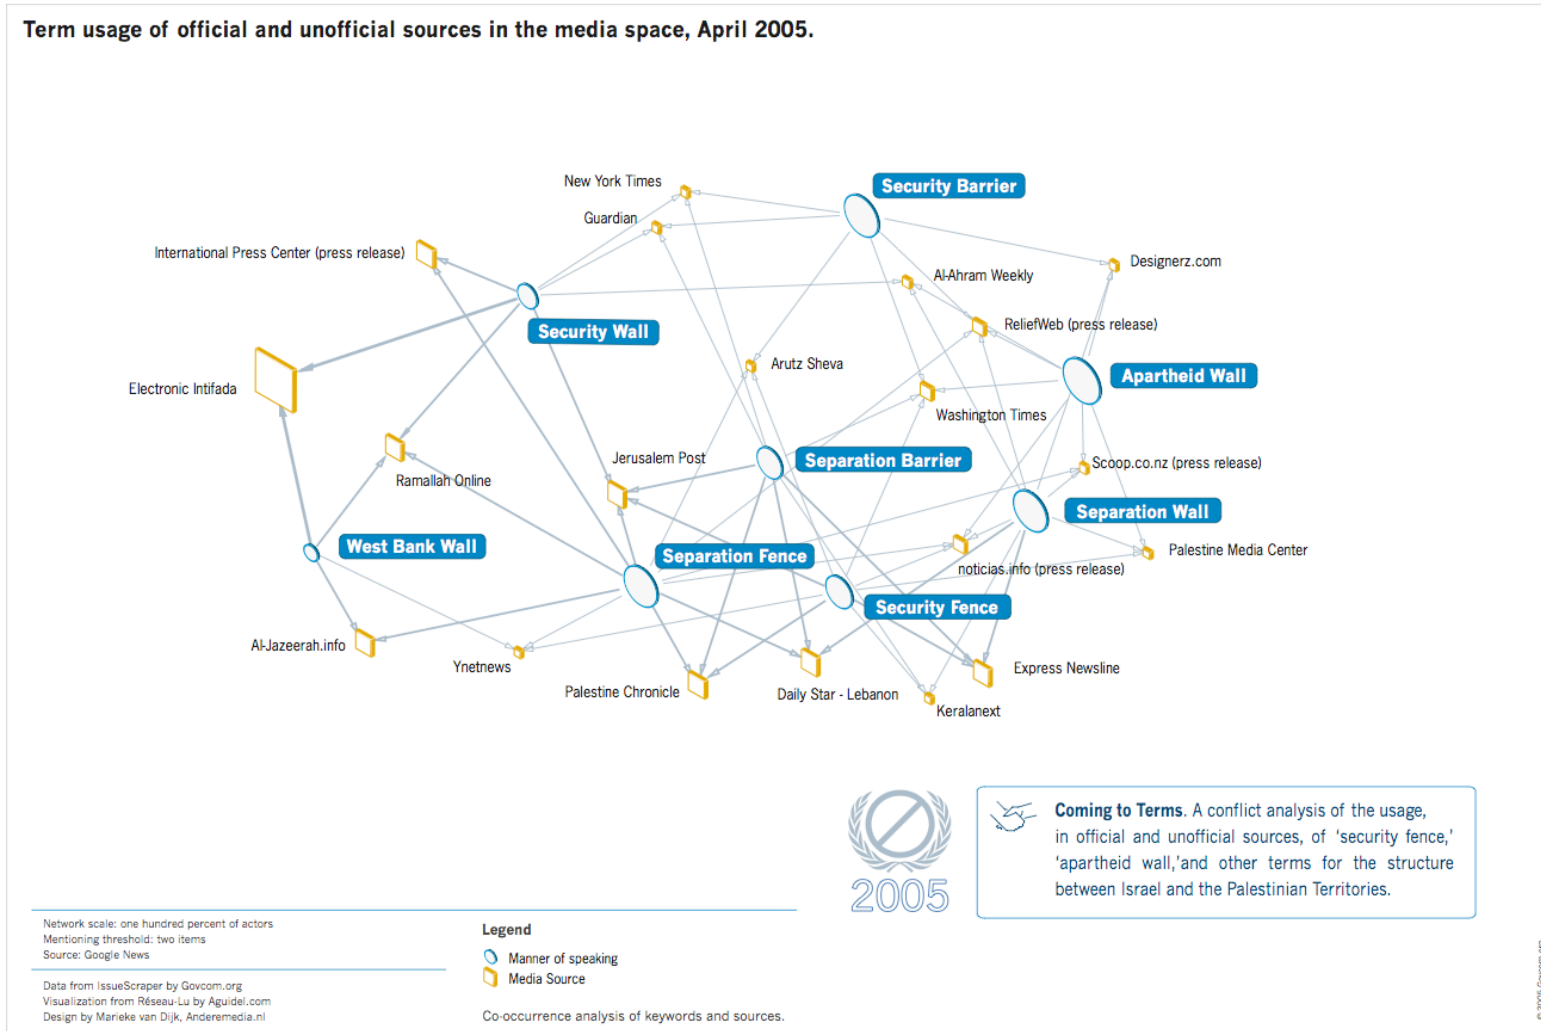 Term usage of official and unofficial sources in the media space, April 2005.
New York Times
Security Barrier
Guardian
International Press Center (press release)
Designerz.com
Al-Ahram Weekly
Security Wall
ReliefWeb (press release)
Arutz Sheva
Apartheid Wall
Electronic Intifada
Washington Times
Jerusalem Post
Separation Barrier
Scoop.co.nz (press release)
Ramallah Online
Separation Wall
West Bank Wall
Separation Fence
Palestine Media Center
noticias.info (press release)
Security Fence
Al-Jazeerah.info
Ynetnews
Express Newsline
Palestine Chronicle
Daily Star - Lebanon
Keralanext
2005
Coming to Terms. A conflict analysis of the usage,
in official and unofficial sources, of ‘security fence,’
‘apartheid wall,’and other terms for the structure
between Israel and the Palestinian Territories.
Network scale: one hundred percent of actors
Mentioning threshold: two items
Source: Google News
Data from IssueScraper by Govcom.org
Visualization from Réseau-Lu by Aguidel.com
Design by Marieke van Dijk, Anderemedia.nl
Legend
Manner of speaking
Media Source
Co-occurrence analysis of keywords and sources.
© 2005 Govcom.org